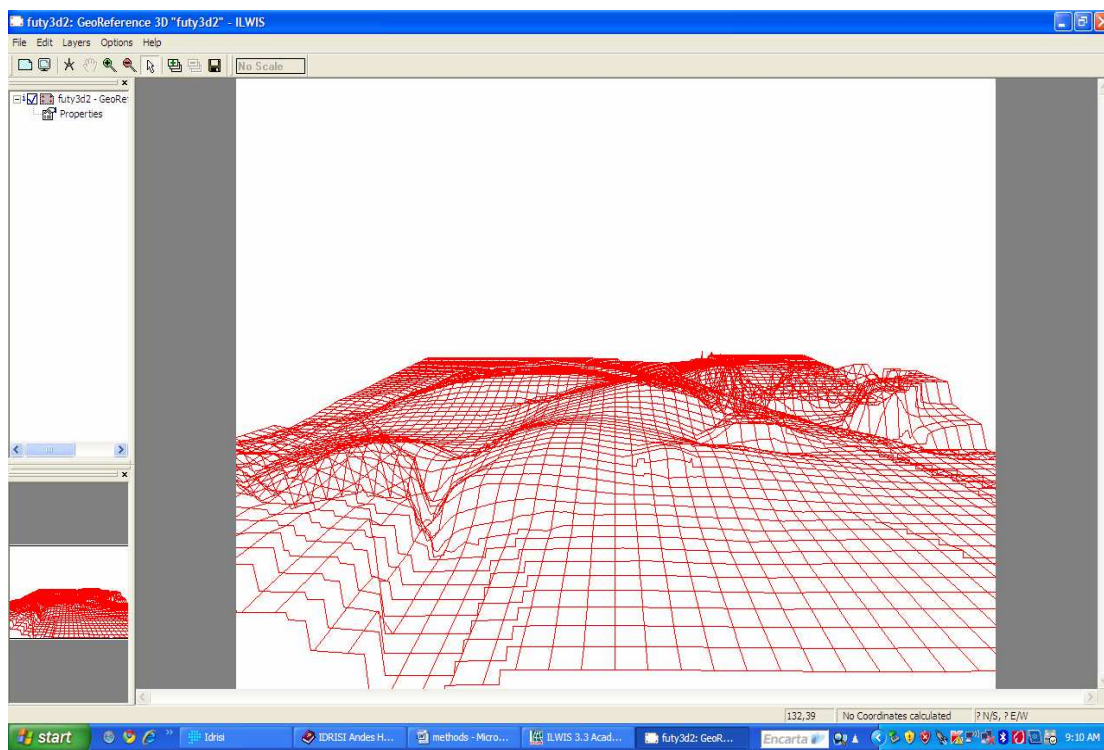 futy3d2: GeoReference 3D "futy3d2" - ILWIS
File Edit Layers Options Help
No Scale
futy3d2 - GeoRe
Properties
132,39 No Coordinates calculated ? N/S, ? E/W
start Idrisi IDRISI Andes H... methods - Micro... ILWIS 3.3 Acad... futy3d2: GeoR... Encarta 9:10 AM